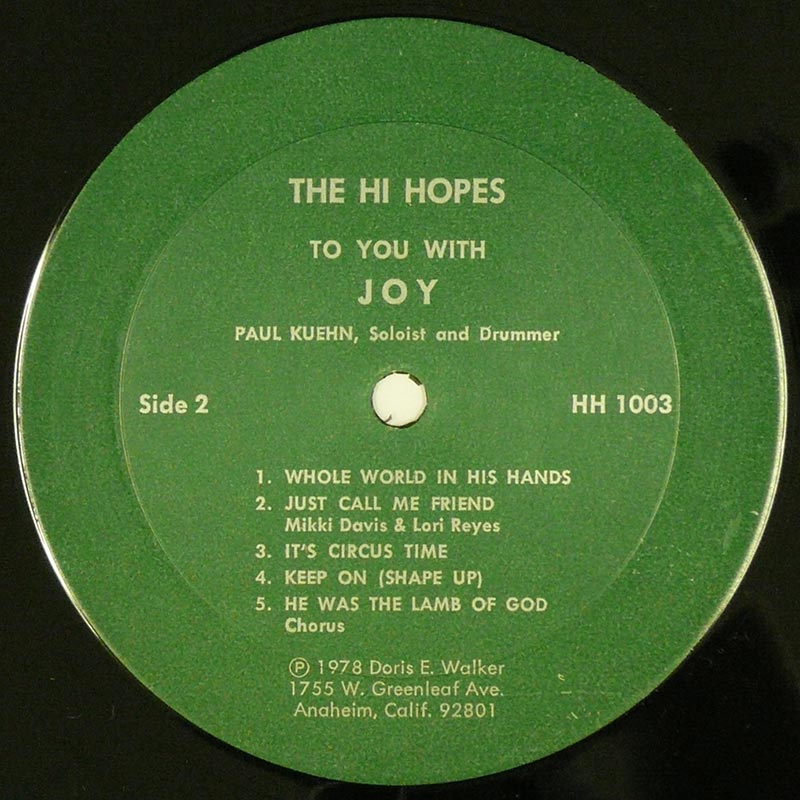 THE HI HOPES
TO YOU WITH
JOY
PAUL KUEHN, Soloist and Drummer
Side 2 HH 1003
1. WHOLE WORLD IN HIS HANDS
2. JUST CALL ME FRIEND
Mikki Davis & Lori Reyes
3. IT'S CIRCUS TIME
4. KEEP ON (SHAPE UP)
5. HE WAS THE LAMB OF GOD
Chorus
Ⓟ 1978 Doris E. Walker
1755 W. Greenleaf Ave.
Anaheim, Calif. 92801